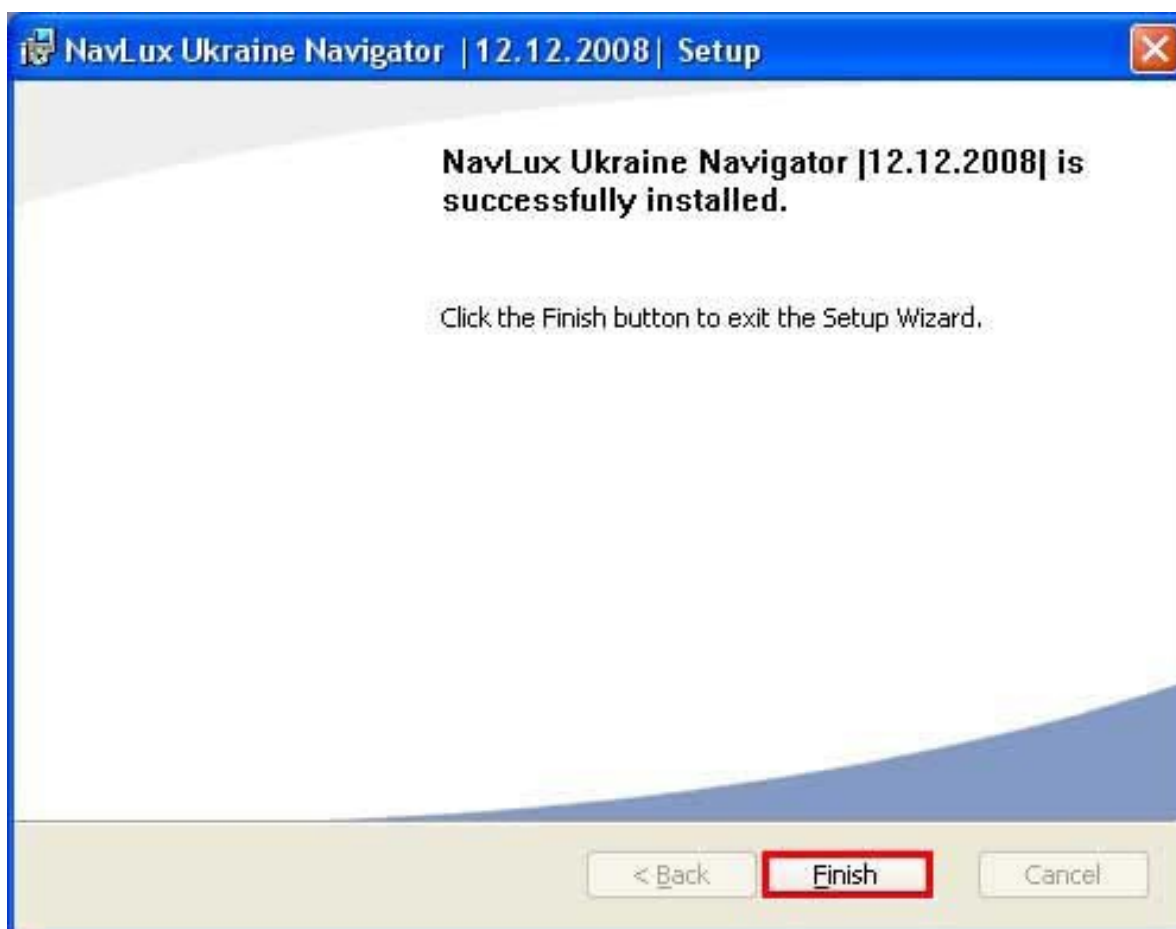 NavLux Ukraine Navigator |12.12.2008| Setup
NavLux Ukraine Navigator |12.12.2008| is
successfully installed.
Click the Finish button to exit the Setup Wizard.
< Back
Finish
Cancel